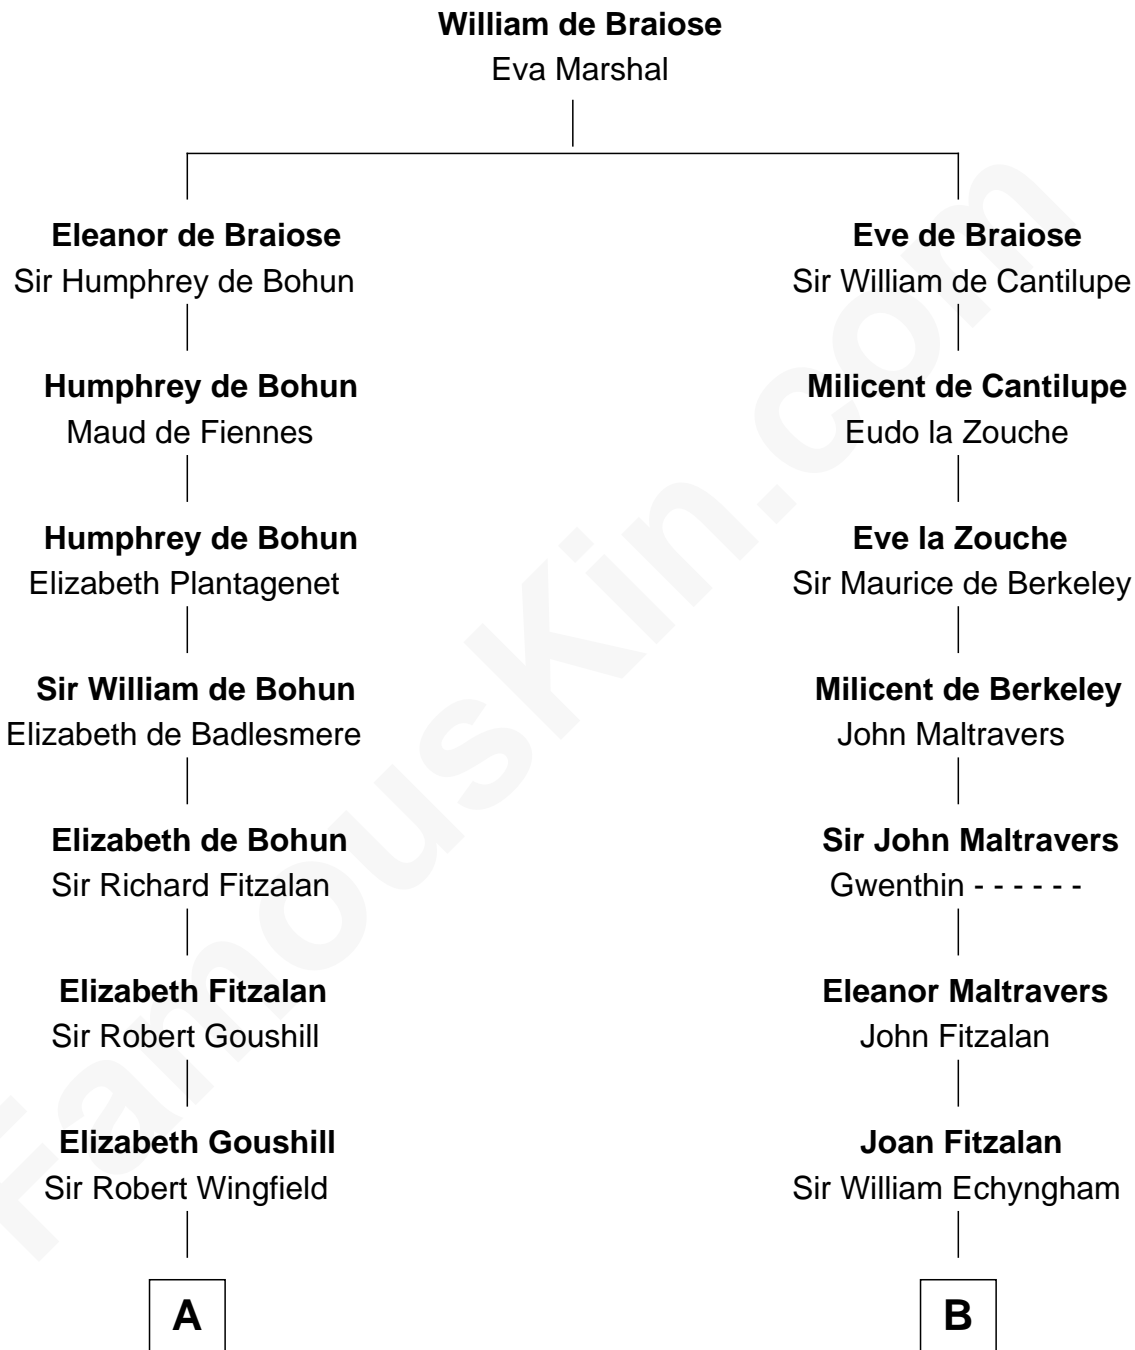 William de Braiose
Eva Marshal
Eleanor de Braiose
Sir Humphrey de Bohun
Eve de Braiose
Sir William de Cantilupe
Humphrey de Bohun
Maud de Fiennes
Milicent de Cantilupe
Eudo la Zouche
Humphrey de Bohun
Elizabeth Plantagenet
Eve la Zouche
Sir Maurice de Berkeley
Sir William de Bohun
Elizabeth de Badlesmere
Milicent de Berkeley
John Maltravers
Elizabeth de Bohun
Sir Richard Fitzalan
Sir John Maltravers
Gwenthin - - - - - -
Elizabeth Fitzalan
Sir Robert Goushill
Eleanor Maltravers
John Fitzalan
Elizabeth Goushill
Sir Robert Wingfield
Joan Fitzalan
Sir William Echyngham
A
B
FamousKin.com